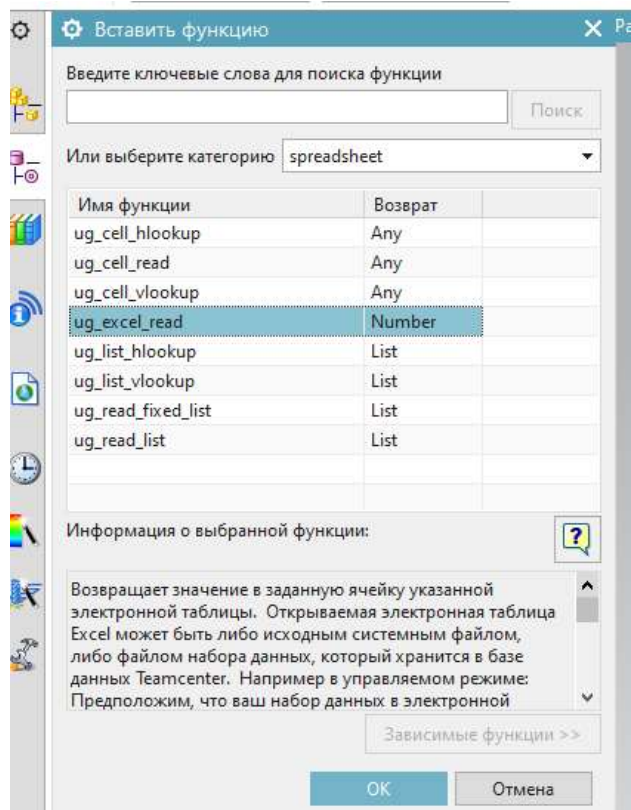 Вставить функцию
Введите ключевые слова для поиска функции
Поиск
Или выберите категорию spreadsheet
Имя функции Возврат
ug_cell_hlookup Any
ug_cell_read Any
ug_cell_vlookup Any
ug_excel_read Number
ug_list_hlookup List
ug_list_vlookup List
ug_read_fixed_list List
ug_read_list List
Информация о выбранной функции:
Возвращает значение в заданную ячейку указанной
электронной таблицы. Открываемая электронная таблица
Excel может быть либо исходным системным файлом,
либо файлом набора данных, который хранится в базе
данных Teamcenter. Например в управляемом режиме:
Предположим, что ваш набор данных в электронной
Зависимые функции >>
OK Отмена